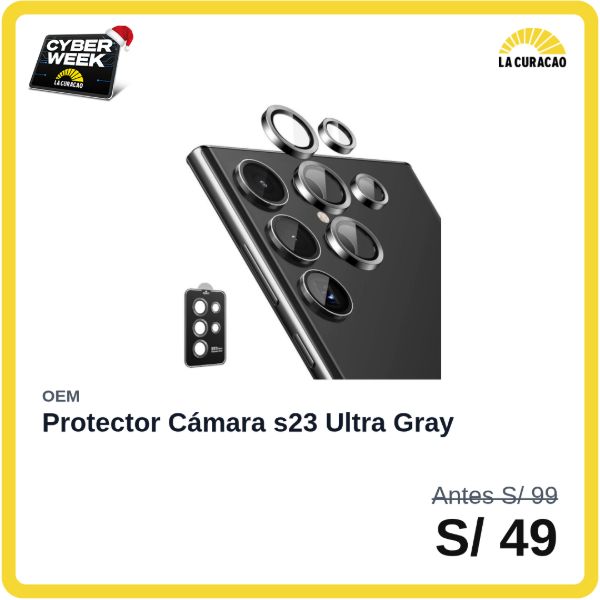 CYBER
WEEK
LA CURACAO
LA CURACAO
OEM
Protector Cámara s23 Ultra Gray
Antes S/ 99
S/ 49